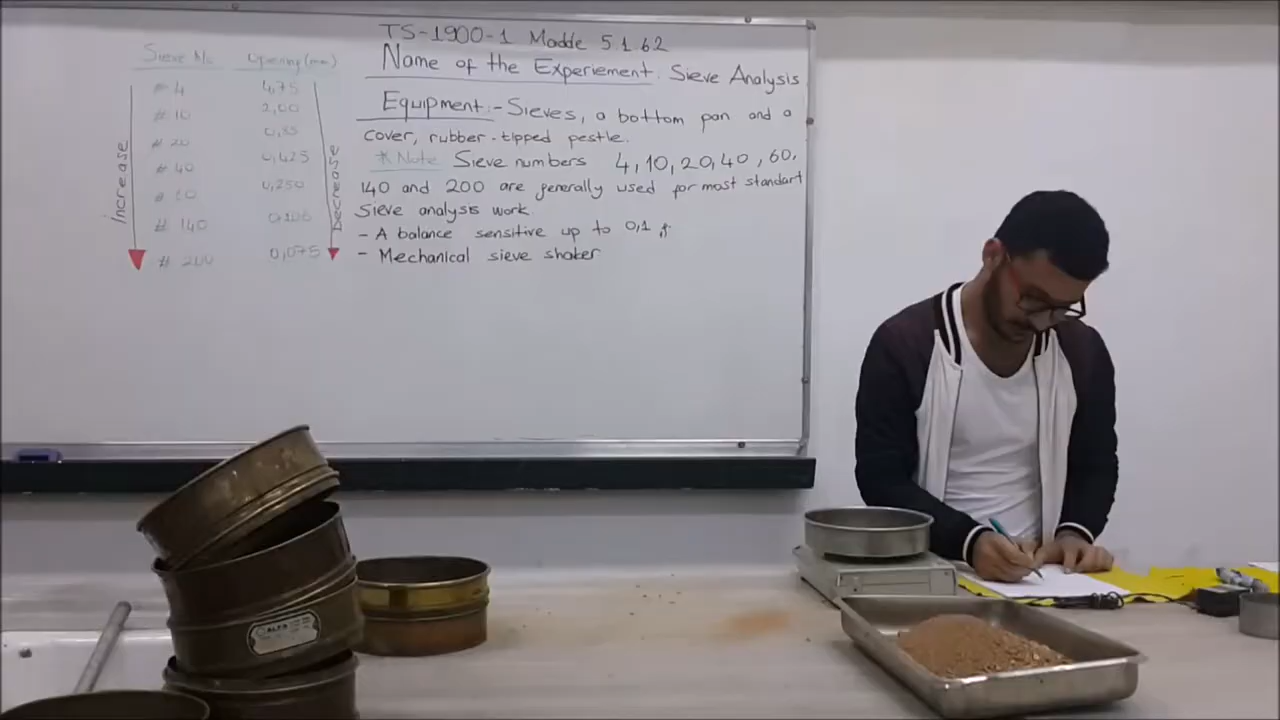 Sieve No Opening (mm)
# 4 4,75
# 10 2,00
# 20
# 40 0,425
# 60 0,250
# 140 0,106
# 200 0,075
Increase
Decrease
TS-1900-1 Madde 5.1.6.2
Name of the Experiement: Sieve Analysis
Equipment:- Sieves, a bottom pan and a
cover, rubber-tipped pestle.
*Note Sieve numbers 4, 10, 20, 40, 60,
140 and 200 are generally used for most standart
Sieve analysis work
- A balance sensitive up to 0,1 g
- Mechanical sieve shaker
ALFA